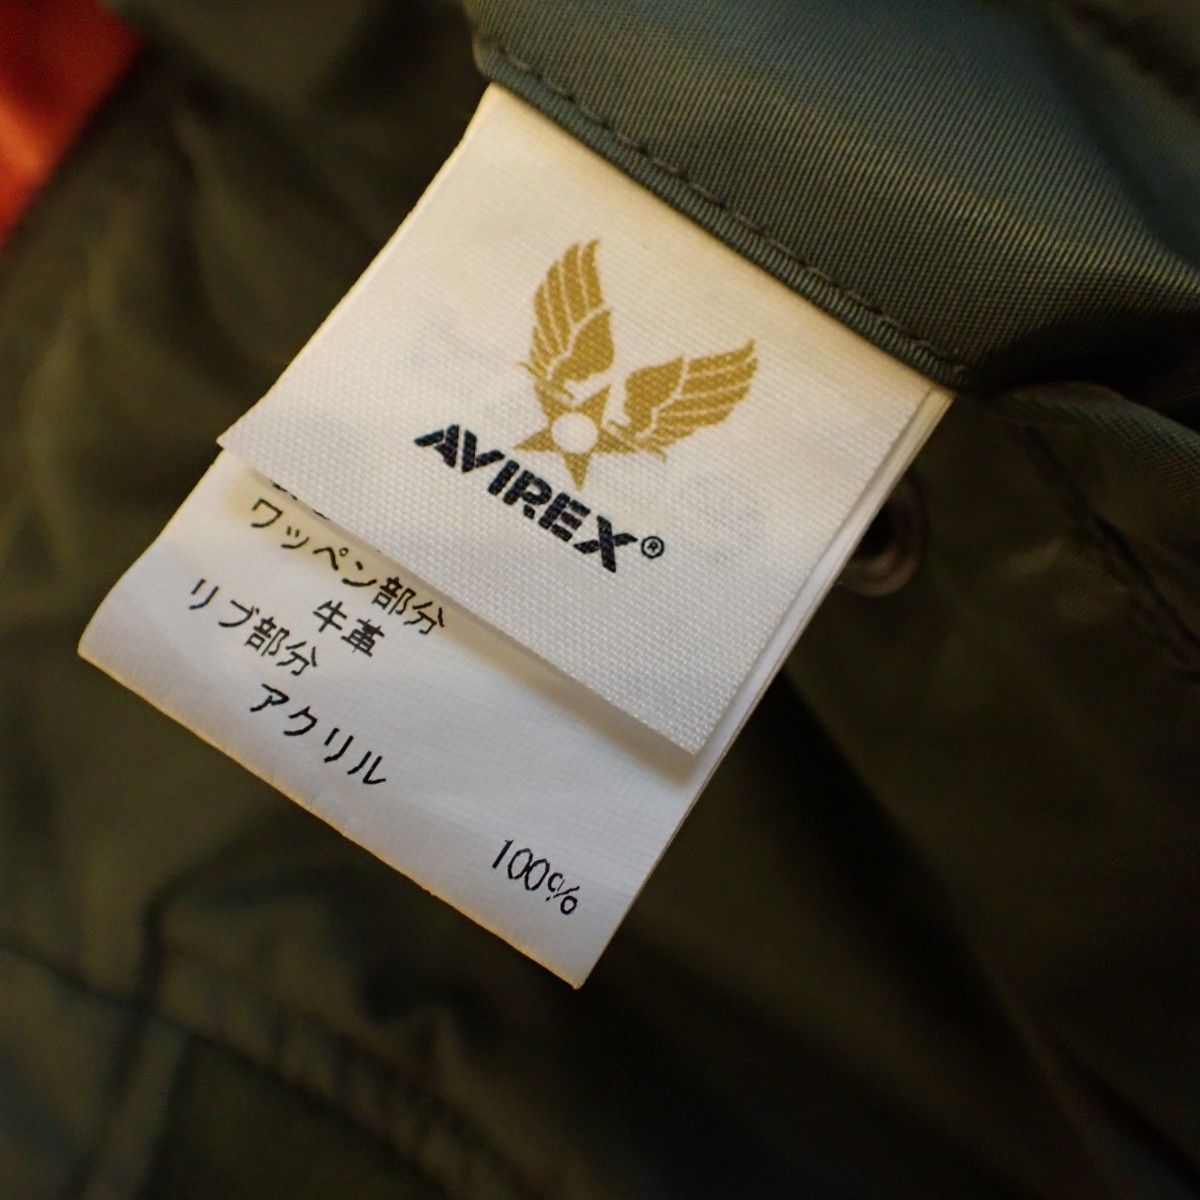 AVIREX®
ワッペン部分
牛革
リブ部分
アクリル
100%